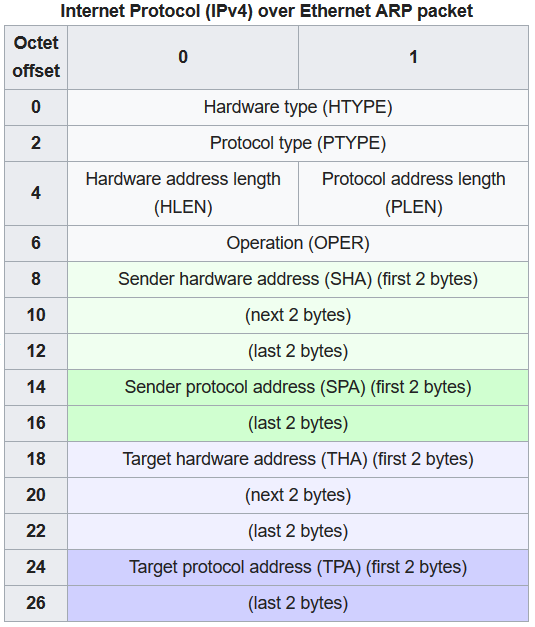 Internet Protocol (IPv4) over Ethernet ARP packet
Octet
offset
0
1
0
Hardware type (HTYPE)
2
Protocol type (PTYPE)
4
Hardware address length
(HLEN)
Protocol address length
(PLEN)
6
Operation (OPER)
8
Sender hardware address (SHA) (first 2 bytes)
10
(next 2 bytes)
12
(last 2 bytes)
14
Sender protocol address (SPA) (first 2 bytes)
16
(last 2 bytes)
18
Target hardware address (THA) (first 2 bytes)
20
(next 2 bytes)
22
(last 2 bytes)
24
Target protocol address (TPA) (first 2 bytes)
26
(last 2 bytes)